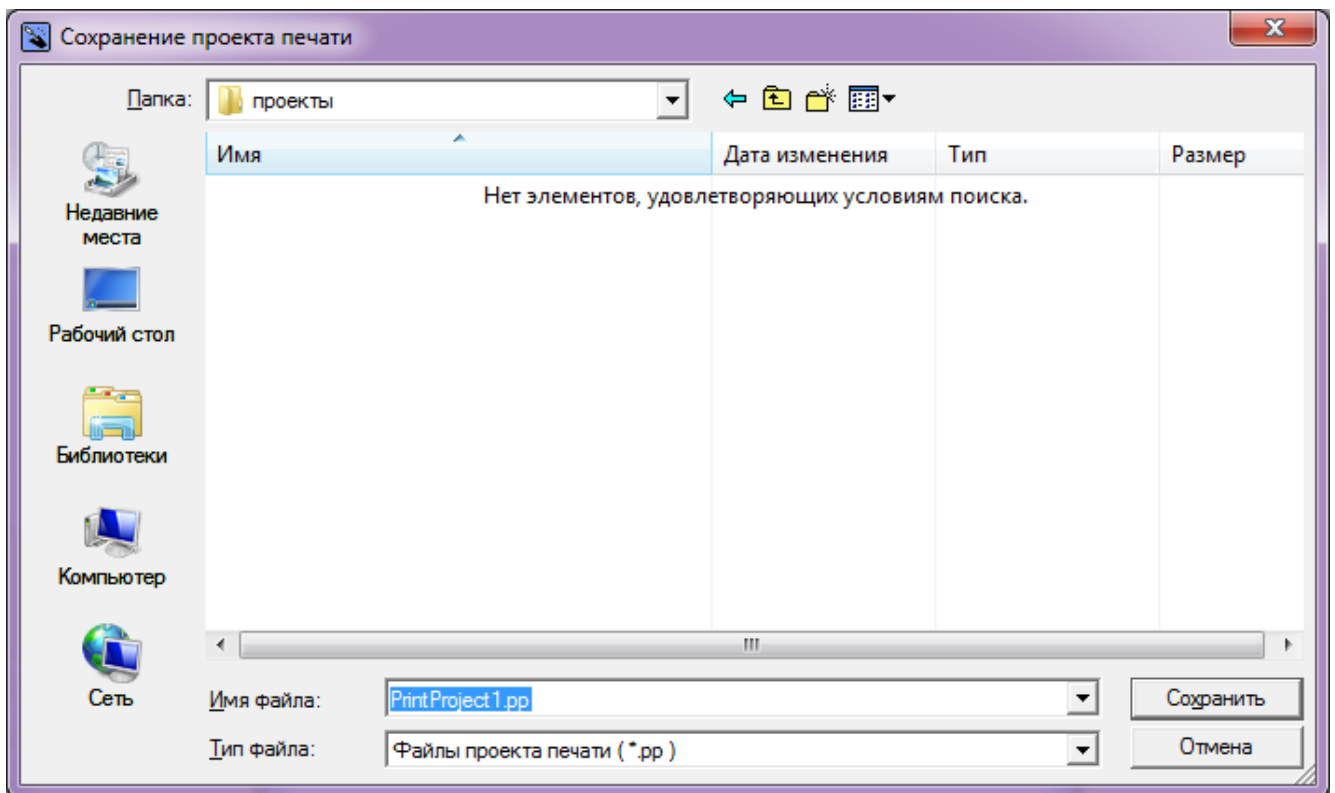 Сохранение проекта печати
Папка:
проекты
Имя
Дата изменения
Тип
Размер
Нет элементов, удовлетворяющих условиям поиска.
Недавние
места
Рабочий стол
Библиотеки
Компьютер
Сеть
Имя файла:
PrintProject1.pp
Сохранить
Тип файла:
Файлы проекта печати ( *.pp )
Отмена